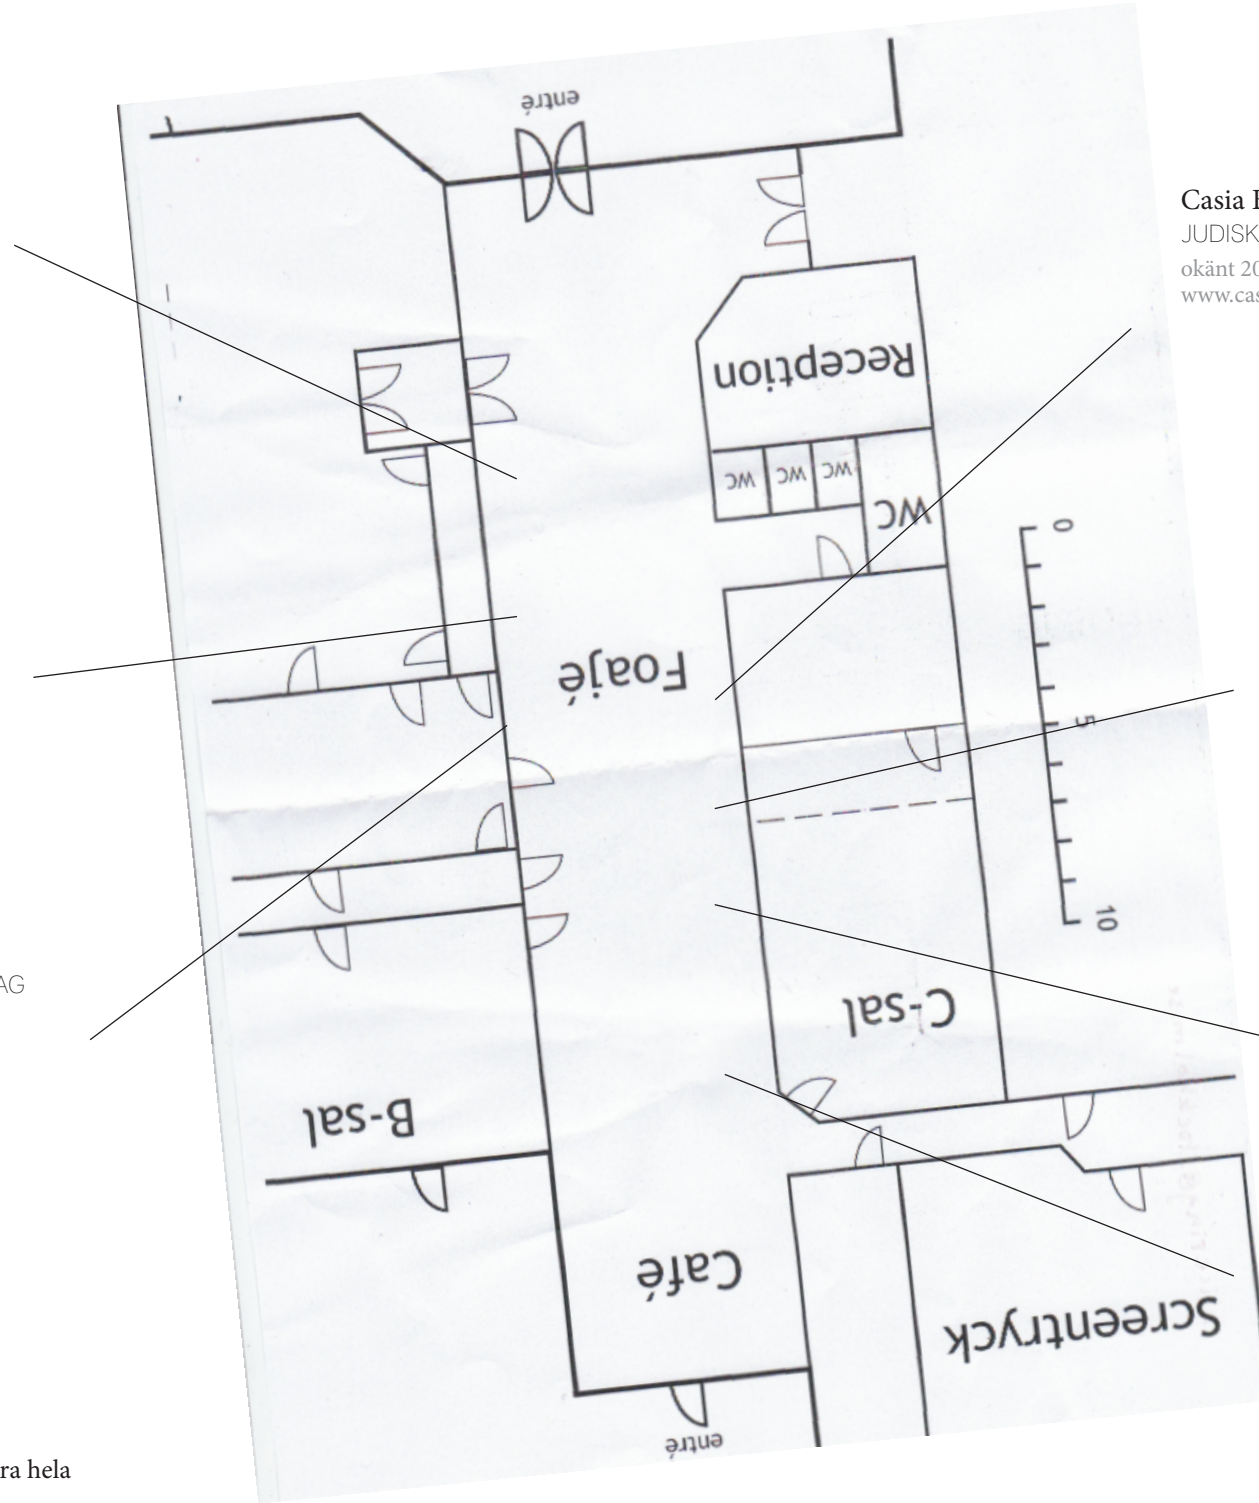 entré
Casia
JUDISK
okänt 20
www.cas
Reception
WC WC WC
WC
0
Foajé
5
10
AG
C-sal
B-sal
Café
Screentryck
entré
ra hela